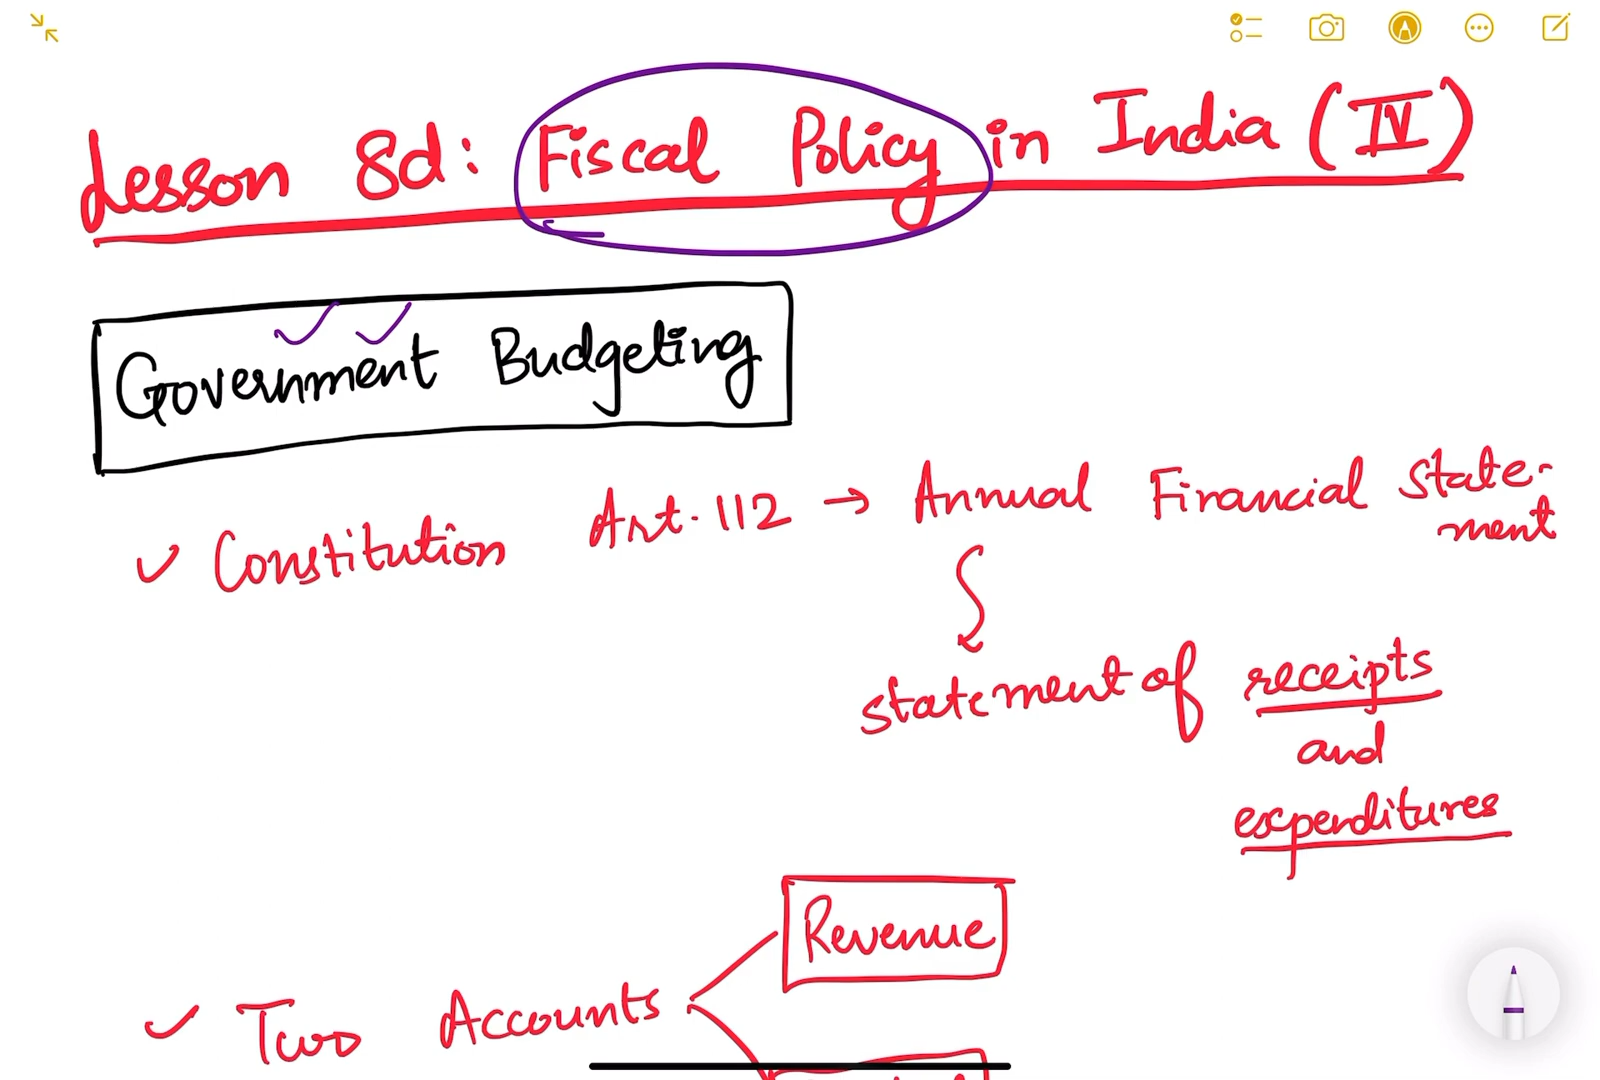 Lesson 8d: Fiscal Policy in India (IV)
Government Budgeting
Constitution Art. 112 → Annual Financial State-
ment
statement of receipts
and
expenditures
Revenue
Two Accounts